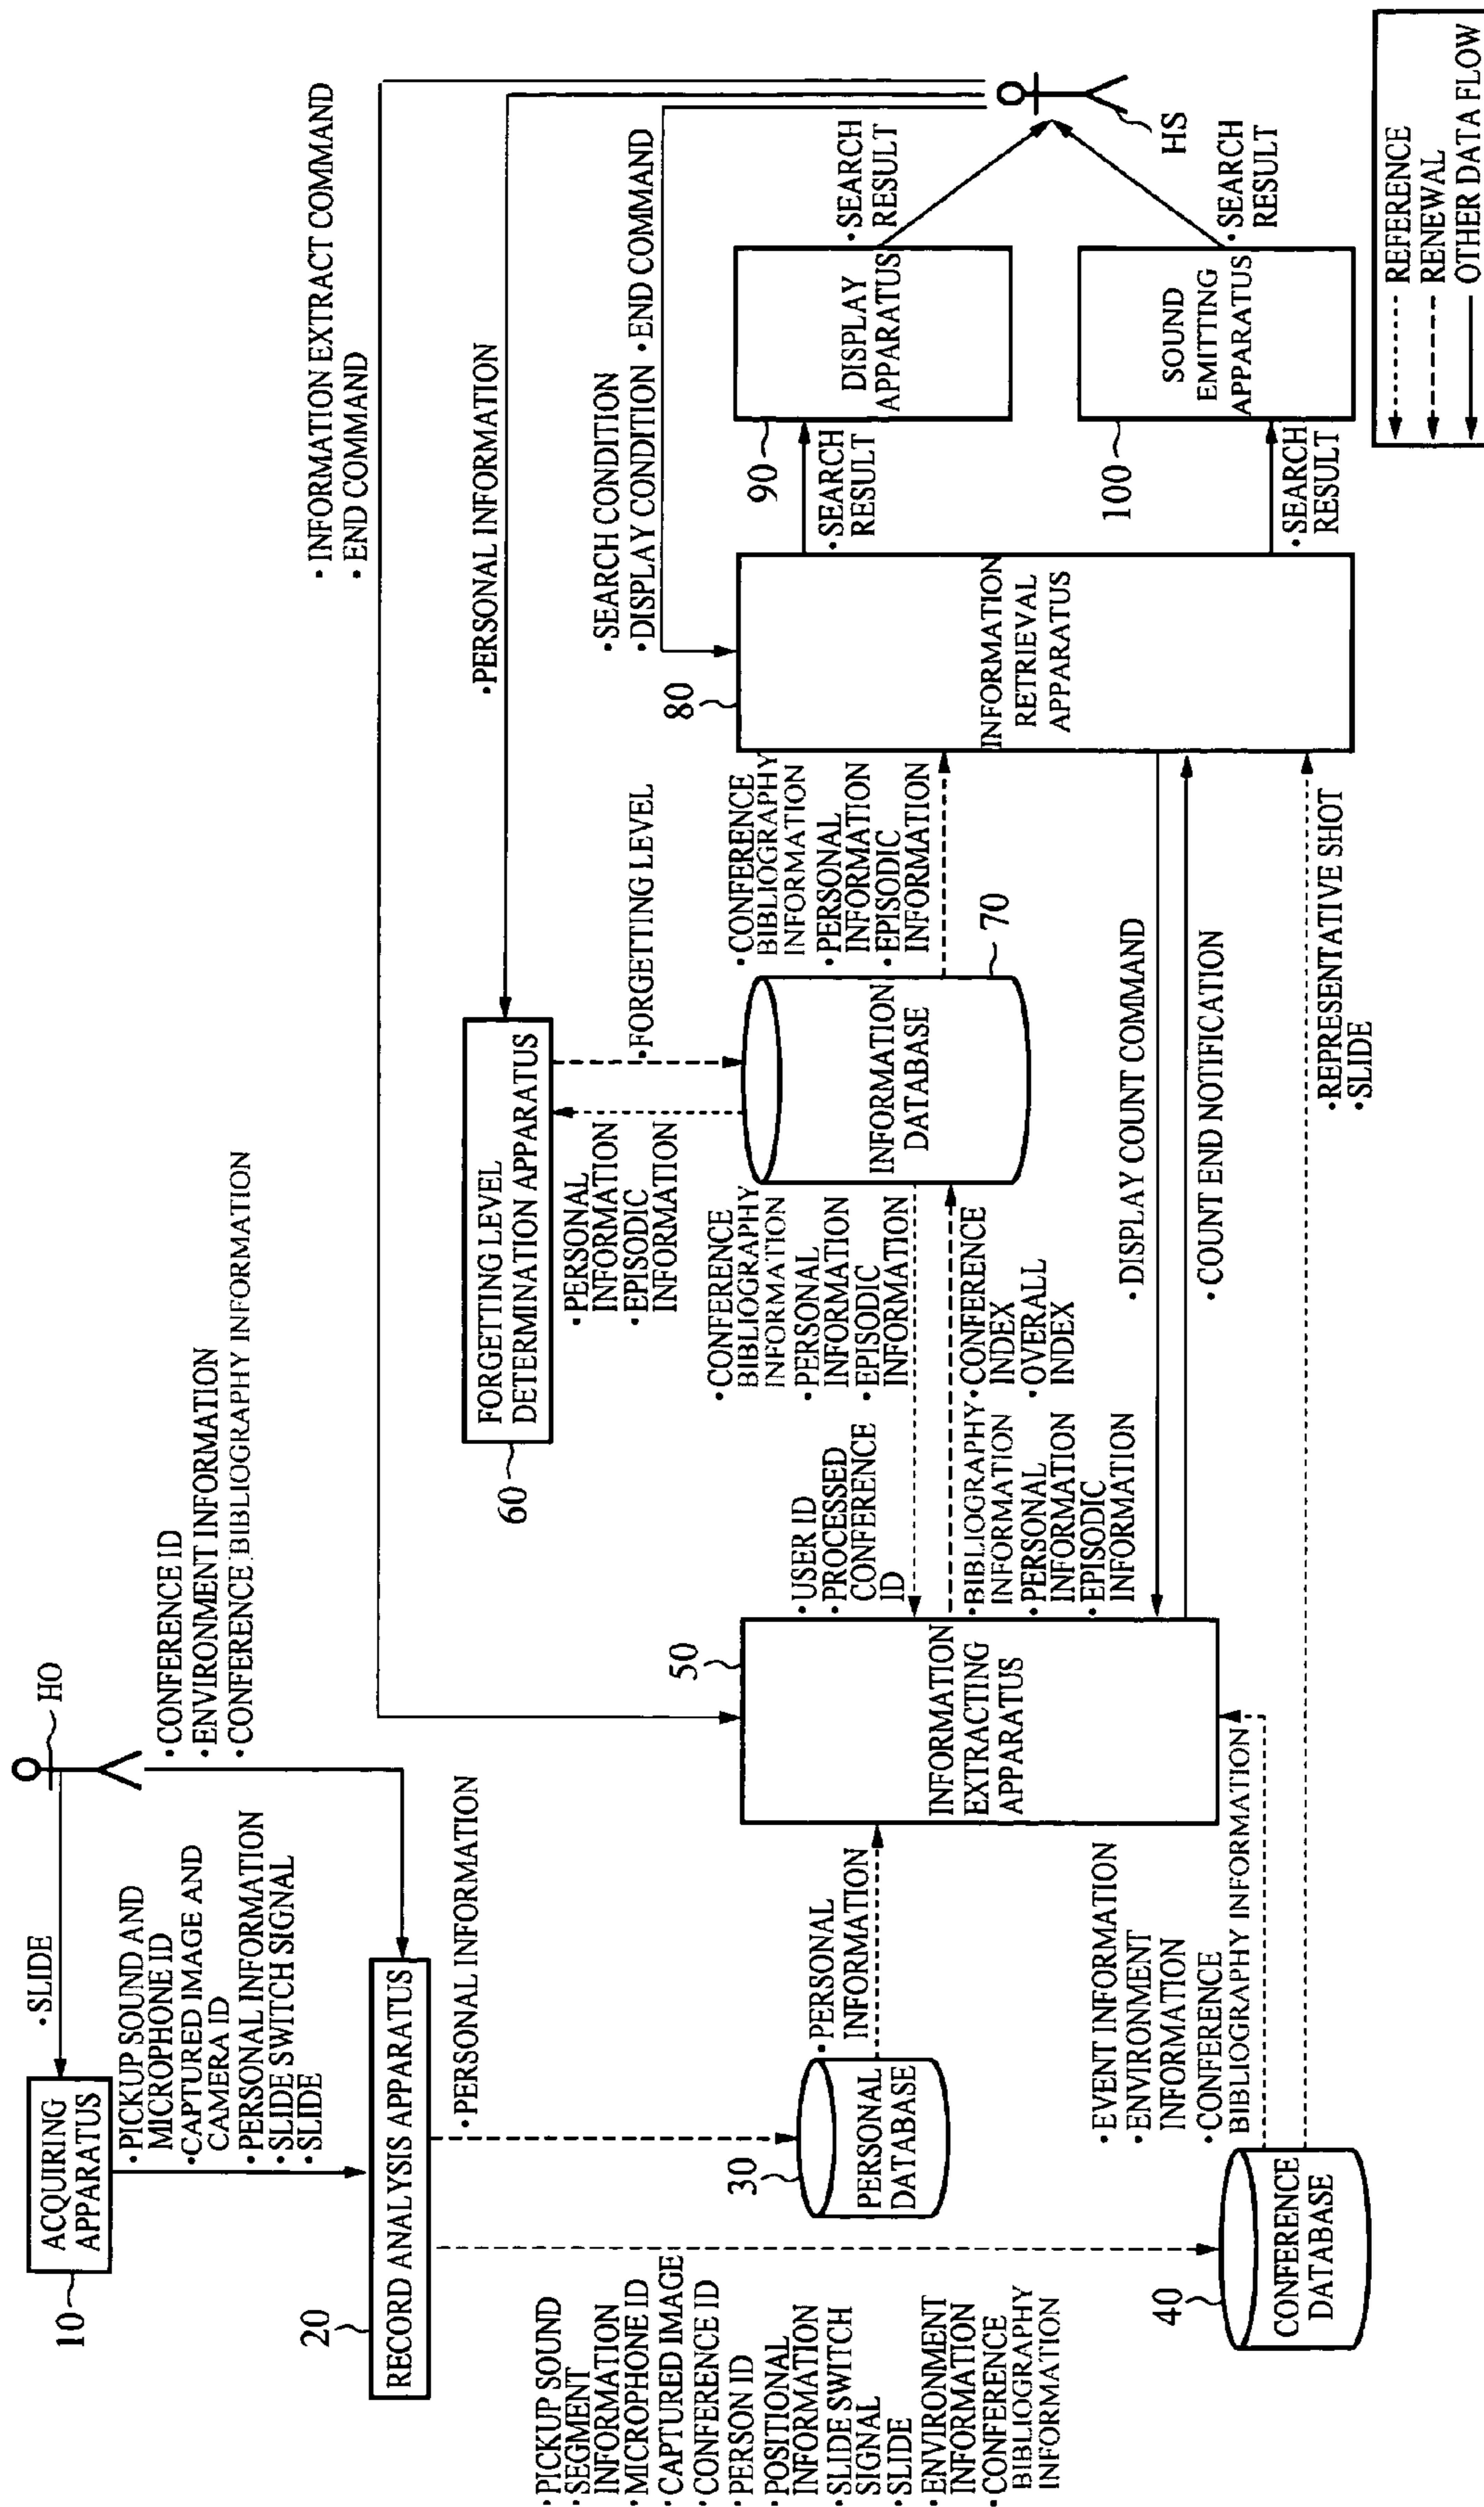 • SLIDE
HO
10
ACQUIRING
APPARATUS
• PICKUP SOUND AND
MICROPHONE ID
• CAPTURED IMAGE AND
CAMERA ID
• PERSONAL INFORMATION
• SLIDE SWITCH SIGNAL
• SLIDE
• CONFERENCE ID
• ENVIRONMENT INFORMATION
• CONFERENCE BIBLIOGRAPHY INFORMATION
20
RECORD ANALYSIS APPARATUS
• PERSONAL INFORMATION
• PICKUP SOUND
• SEGMENT
INFORMATION
• MICROPHONE ID
• CAPTURED IMAGE
• CONFERENCE ID
• PERSON ID
• POSITIONAL
INFORMATION
• SLIDE SWITCH
SIGNAL
• SLIDE
• ENVIRONMENT
INFORMATION
• CONFERENCE
BIBLIOGRAPHY
INFORMATION
30
PERSONAL
DATABASE
• PERSONAL
INFORMATION
40
CONFERENCE
DATABASE
• EVENT INFORMATION
• ENVIRONMENT
INFORMATION
• CONFERENCE
BIBLIOGRAPHY INFORMATION
50
INFORMATION
EXTRACTING
APPARATUS
• INFORMATION EXTRACT COMMAND
• END COMMAND
• PERSONAL INFORMATION
60
FORGETTING LEVEL
DETERMINATION APPARATUS
• PERSONAL
INFORMATION
• EPISODIC
INFORMATION
• FORGETTING LEVEL
• USER ID
• PROCESSED
CONFERENCE
ID
• CONFERENCE
BIBLIOGRAPHY
INFORMATION
• PERSONAL
INFORMATION
• EPISODIC
INFORMATION
• BIBLIOGRAPHY
INFORMATION
• PERSONAL
INFORMATION
• EPISODIC
INFORMATION
• CONFERENCE
INDEX
• OVERALL
INDEX
70
INFORMATION
DATABASE
• CONFERENCE
BIBLIOGRAPHY
INFORMATION
• PERSONAL
INFORMATION
• EPISODIC
INFORMATION
• DISPLAY COUNT COMMAND
• COUNT END NOTIFICATION
• REPRESENTATIVE SHOT
• SLIDE
80
INFORMATION
RETRIEVAL
APPARATUS
• SEARCH CONDITION
• DISPLAY CONDITION • END COMMAND
• SEARCH
RESULT
• SEARCH
RESULT
90
DISPLAY
APPARATUS
100
SOUND
EMITTING
APPARATUS
• SEARCH
RESULT
• SEARCH
RESULT
HS
REFERENCE
RENEWAL
OTHER DATA FLOW